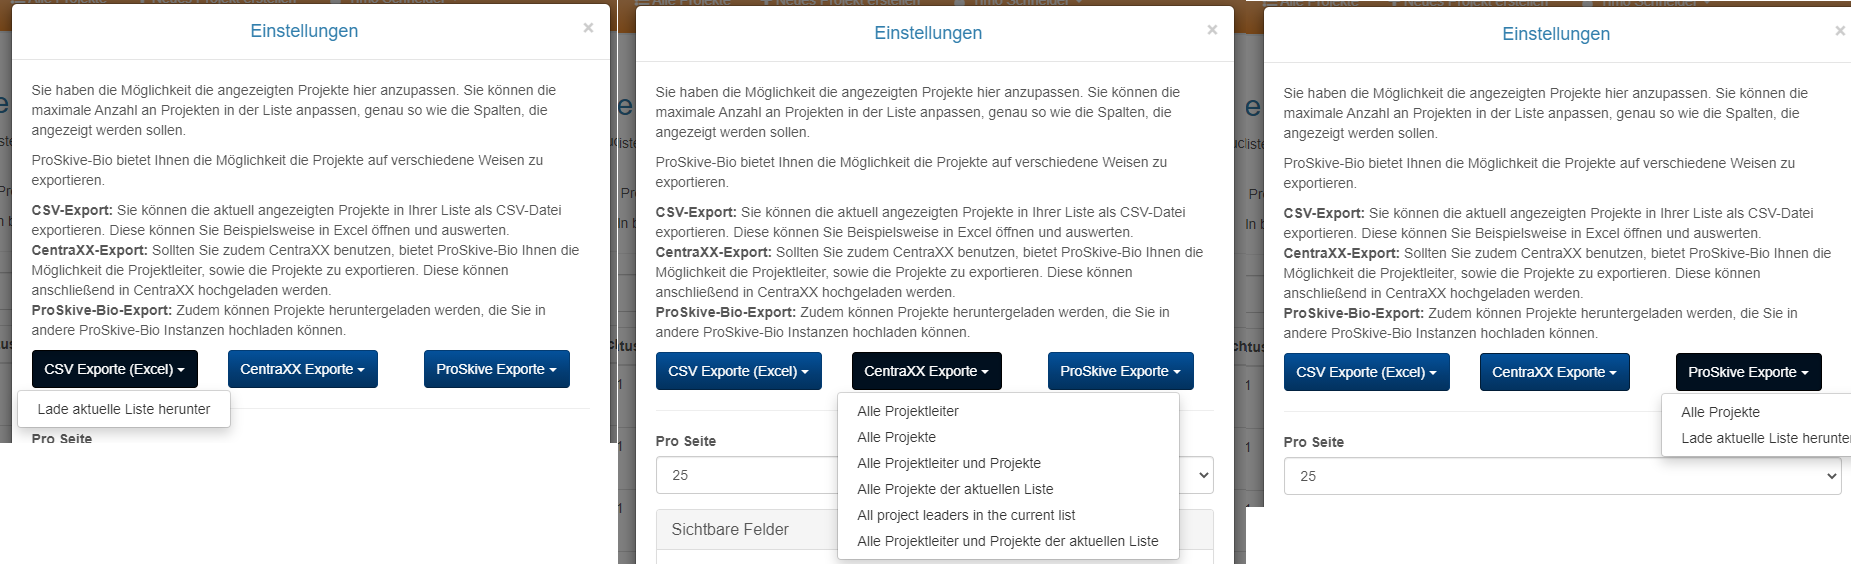 Einstellungen ×
Sie haben die Möglichkeit die angezeigten Projekte hier anzupassen. Sie können die
maximale Anzahl an Projekten in der Liste anpassen, genau so wie die Spalten, die
angezeigt werden sollen.
ProSkive-Bio bietet Ihnen die Möglichkeit die Projekte auf verschiedene Weisen zu
exportieren.
CSV-Export: Sie können die aktuell angezeigten Projekte in Ihrer Liste als CSV-Datei
exportieren. Diese können Sie Beispielsweise in Excel öffnen und auswerten.
CentraXX-Export: Sollten Sie zudem CentraXX benutzen, bietet ProSkive-Bio Ihnen die
Möglichkeit die Projektleiter, sowie die Projekte zu exportieren. Diese können
anschließend in CentraXX hochgeladen werden.
ProSkive-Bio-Export: Zudem können Projekte heruntergeladen werden, die Sie in
andere ProSkive-Bio Instanzen hochladen können.
CSV Exporte (Excel) CentraXX Exporte ProSkive Exporte
Lade aktuelle Liste herunter
Pro Seite
Alle Projekte Neues Projekt erstellen Timo Schneider
Einstellungen ×
Sie haben die Möglichkeit die angezeigten Projekte hier anzupassen. Sie können die
maximale Anzahl an Projekten in der Liste anpassen, genau so wie die Spalten, die
angezeigt werden sollen.
ProSkive-Bio bietet Ihnen die Möglichkeit die Projekte auf verschiedene Weisen zu
exportieren.
CSV-Export: Sie können die aktuell angezeigten Projekte in Ihrer Liste als CSV-Datei
exportieren. Diese können Sie Beispielsweise in Excel öffnen und auswerten.
CentraXX-Export: Sollten Sie zudem CentraXX benutzen, bietet ProSkive-Bio Ihnen die
Möglichkeit die Projektleiter, sowie die Projekte zu exportieren. Diese können
anschließend in CentraXX hochgeladen werden.
ProSkive-Bio-Export: Zudem können Projekte heruntergeladen werden, die Sie in
andere ProSkive-Bio Instanzen hochladen können.
CSV Exporte (Excel) CentraXX Exporte ProSkive Exporte
Alle Projektleiter
Alle Projekte
Alle Projektleiter und Projekte
Alle Projekte der aktuellen Liste
All project leaders in the current list
Alle Projektleiter und Projekte der aktuellen Liste
Pro Seite
25
Sichtbare Felder
Einstellungen ×
Sie haben die Möglichkeit die angezeigten Projekte hier anzupassen. Sie können die
maximale Anzahl an Projekten in der Liste anpassen, genau so wie die Spalten, die
angezeigt werden sollen.
ProSkive-Bio bietet Ihnen die Möglichkeit die Projekte auf verschiedene Weisen zu
exportieren.
CSV-Export: Sie können die aktuell angezeigten Projekte in Ihrer Liste als CSV-Datei
exportieren. Diese können Sie Beispielsweise in Excel öffnen und auswerten.
CentraXX-Export: Sollten Sie zudem CentraXX benutzen, bietet ProSkive-Bio Ihnen die
Möglichkeit die Projektleiter, sowie die Projekte zu exportieren. Diese können
anschließend in CentraXX hochgeladen werden.
ProSkive-Bio-Export: Zudem können Projekte heruntergeladen werden, die Sie in
andere ProSkive-Bio Instanzen hochladen können.
CSV Exporte (Excel) CentraXX Exporte ProSkive Exporte
Alle Projekte
Lade aktuelle Liste herunter
Pro Seite
25